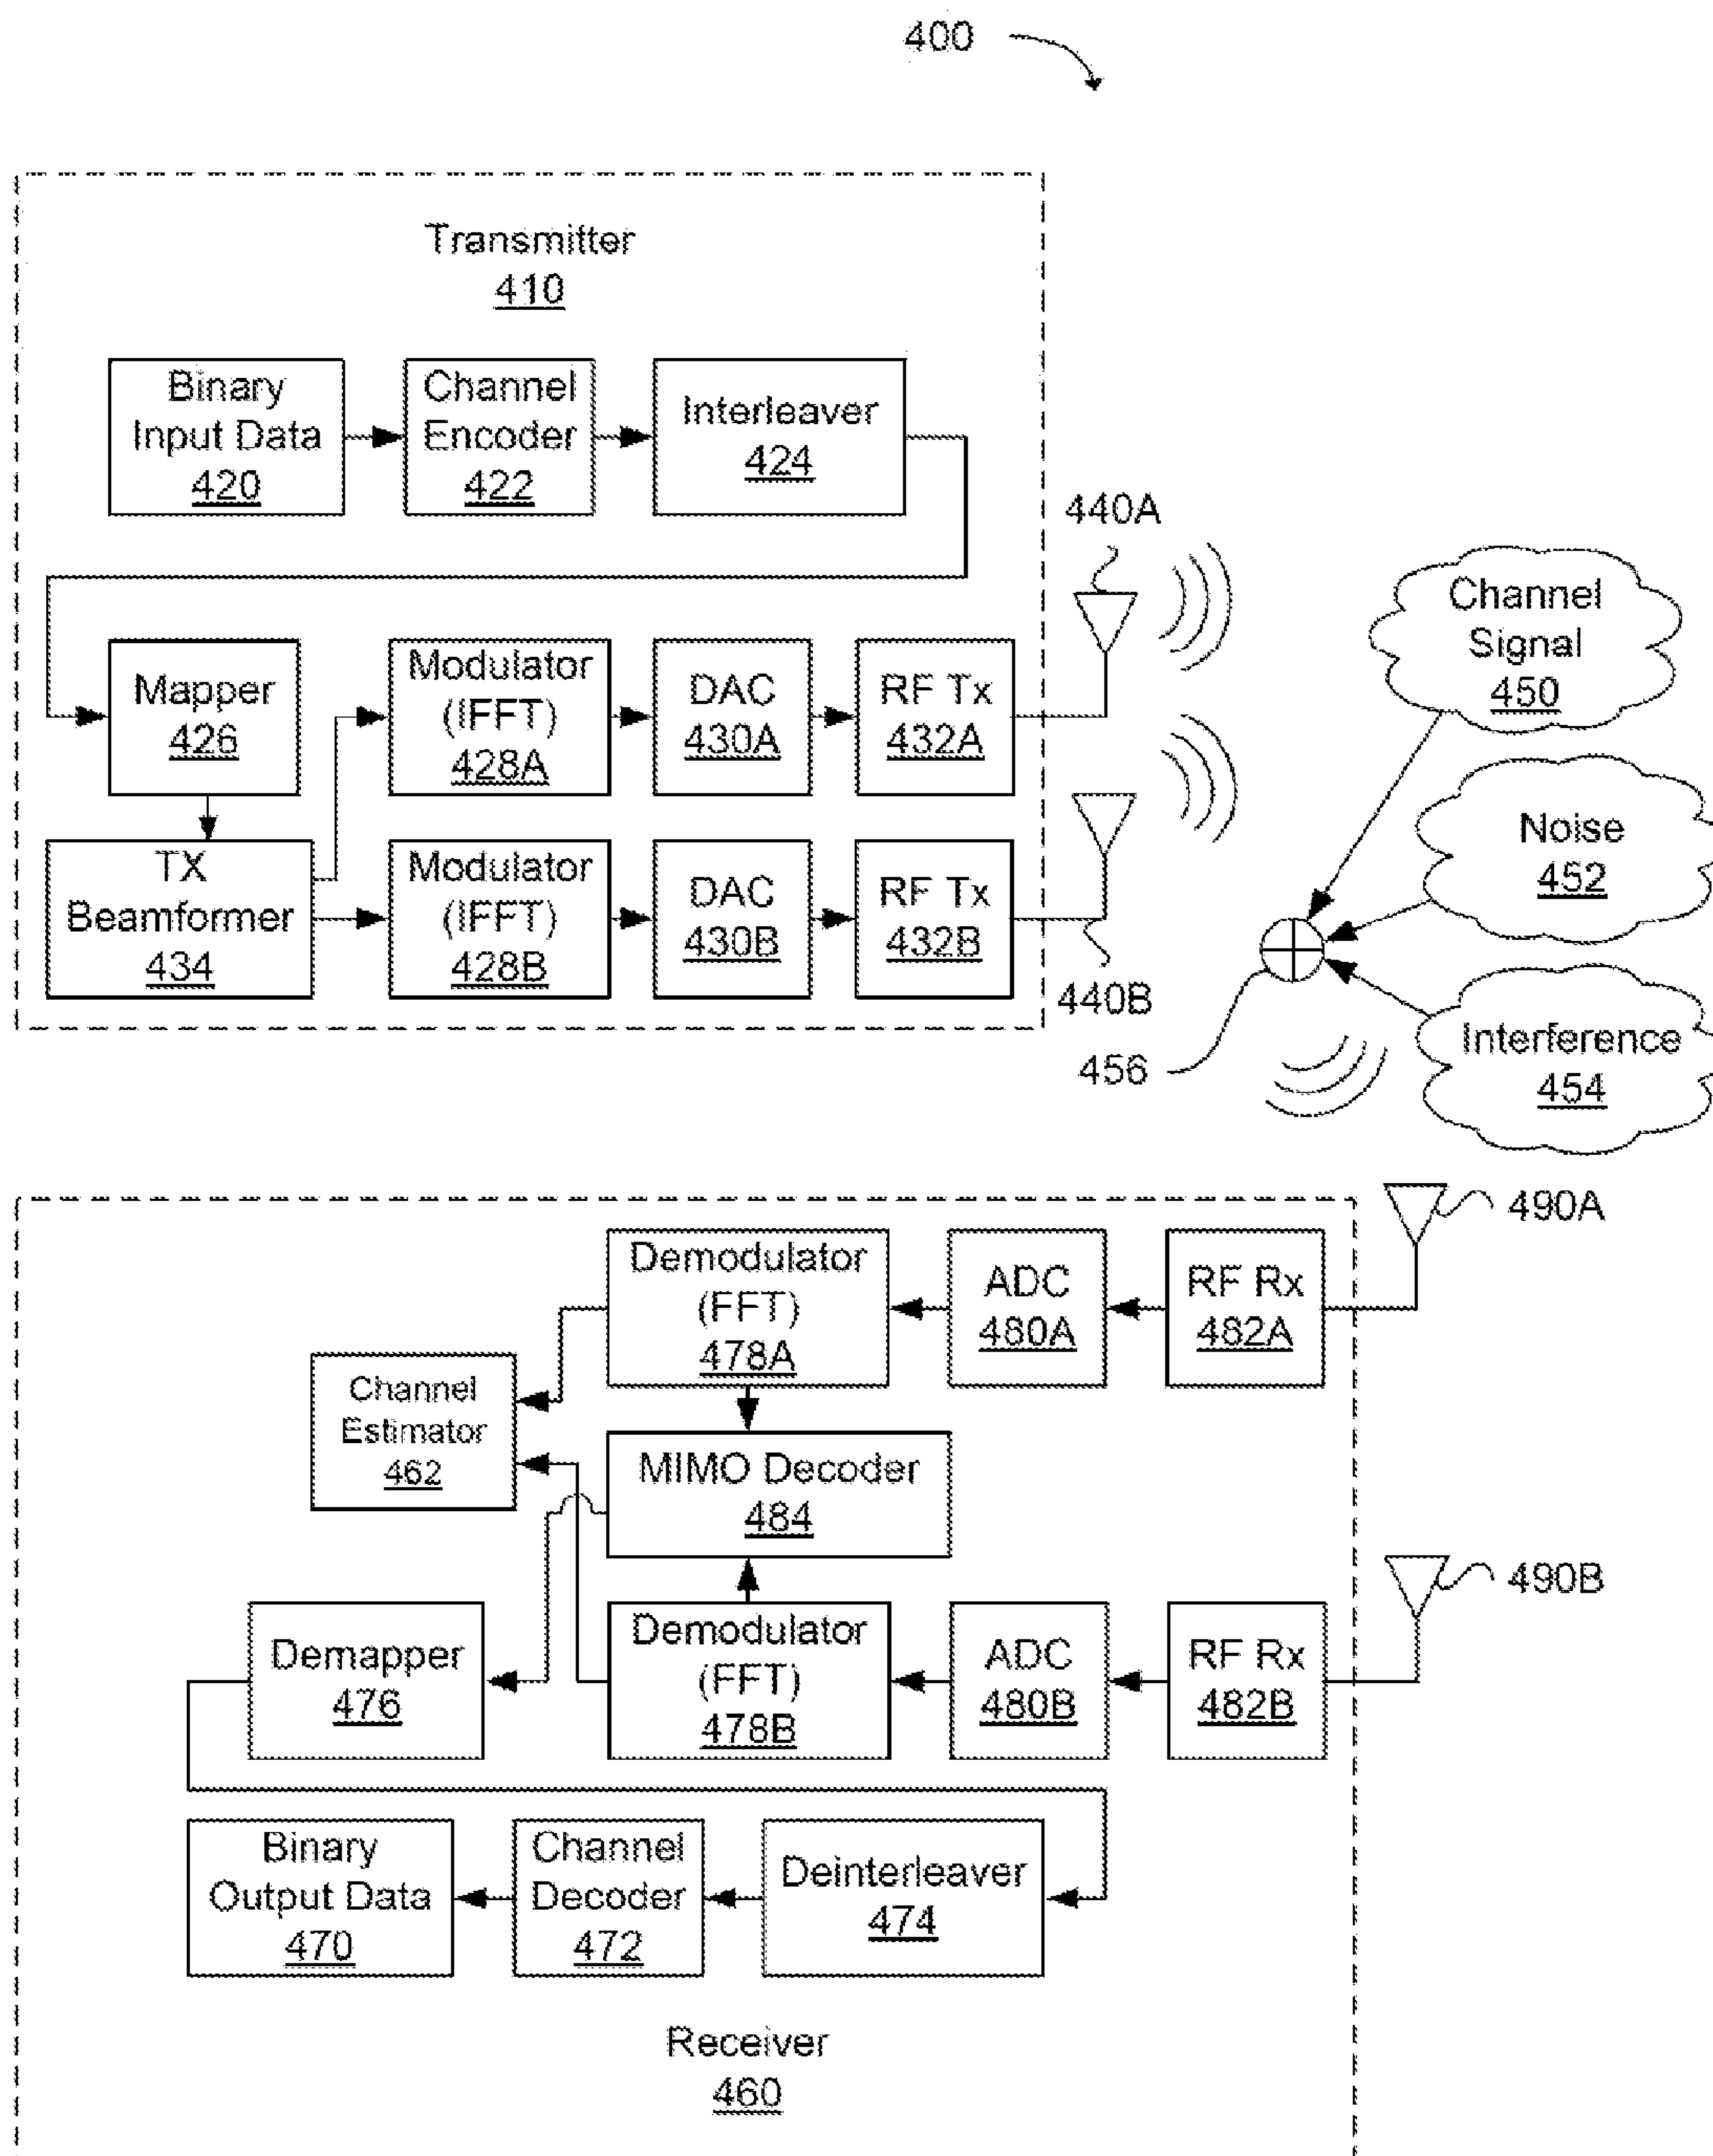 400
Transmitter
410
Binary
Input Data
420
Channel
Encoder
422
Interleaver
424
440A
Channel
Signal
450
Mapper
426
Modulator
(IFFT)
428A
DAC
430A
RF Tx
432A
Noise
452
TX
Beamformer
434
Modulator
(IFFT)
428B
DAC
430B
RF Tx
432B
440B
456
Interference
454
490A
Demodulator
(FFT)
478A
ADC
480A
RF Rx
482A
Channel
Estimator
462
MIMO Decoder
484
490B
Demapper
476
Demodulator
(FFT)
478B
ADC
480B
RF Rx
482B
Binary
Output Data
470
Channel
Decoder
472
Deinterleaver
474
Receiver
460